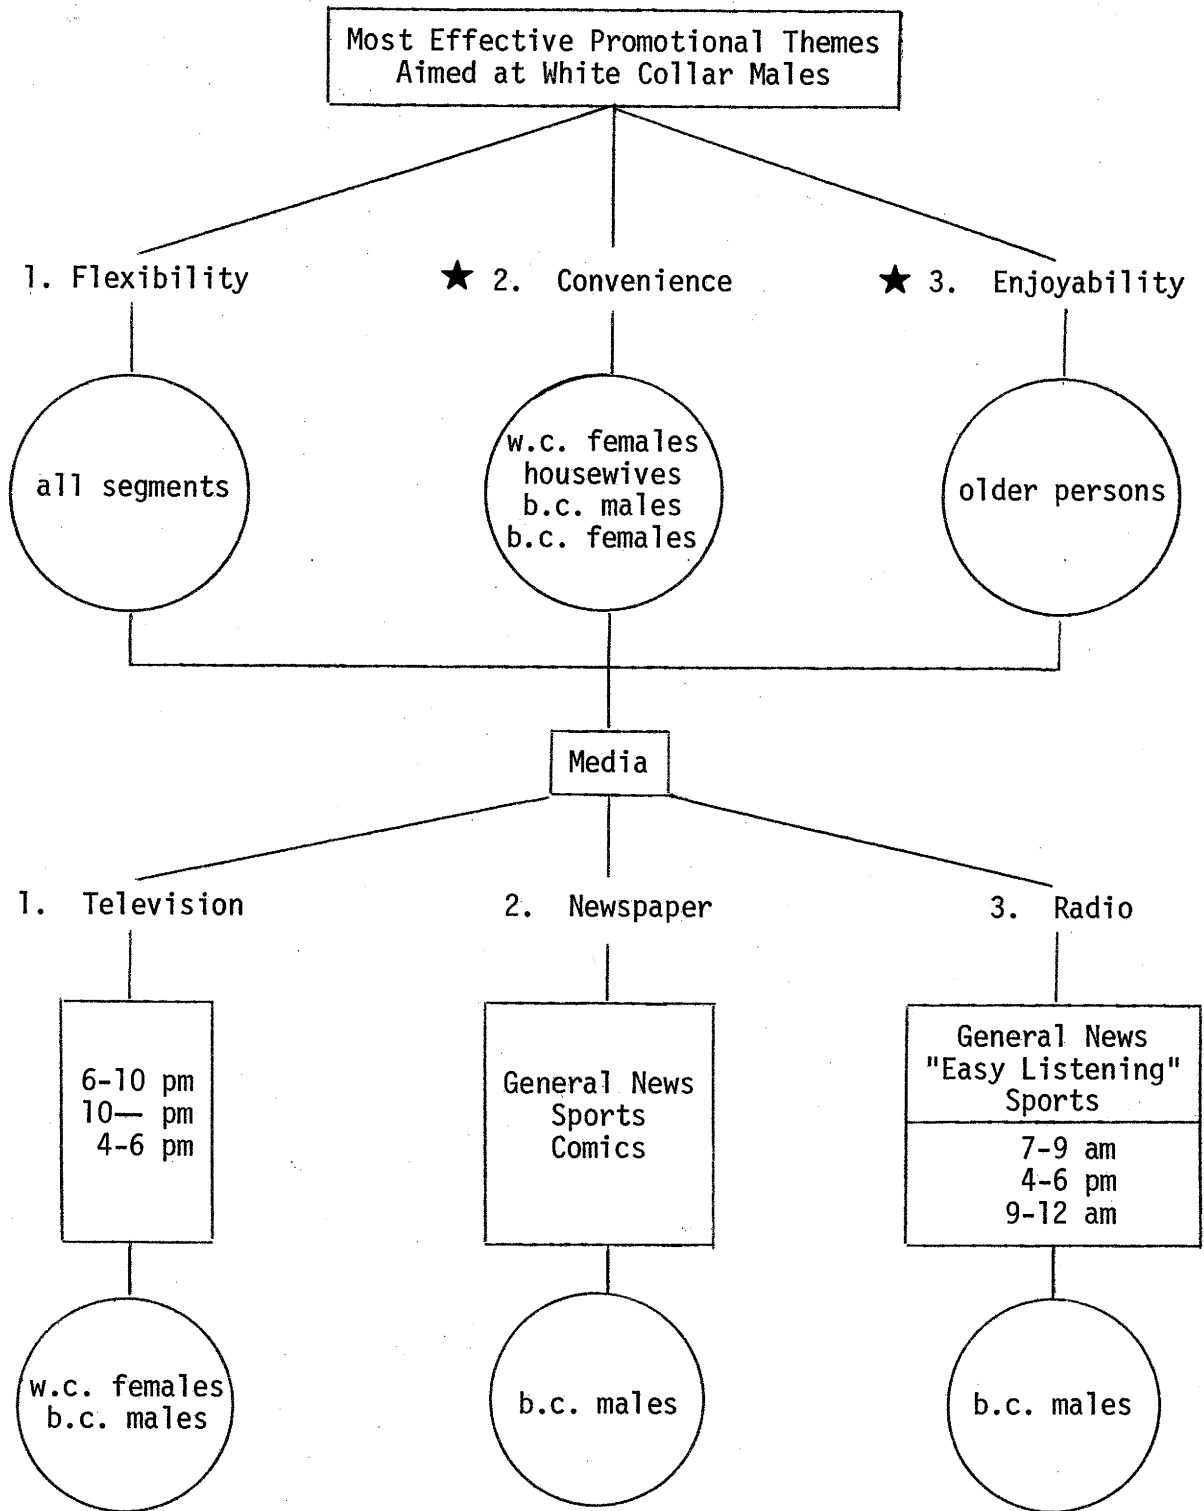 Most Effective Promotional Themes
Aimed at White Collar Males
1. Flexibility
★ 2. Convenience
★ 3. Enjoyability
all segments
w.c. females
housewives
b.c. males
b.c. females
older persons
Media
1. Television
2. Newspaper
3. Radio
6-10 pm
10— pm
4-6 pm
General News
Sports
Comics
General News
"Easy Listening"
Sports
7-9 am
4-6 pm
9-12 am
w.c. females
b.c. males
b.c. males
b.c. males